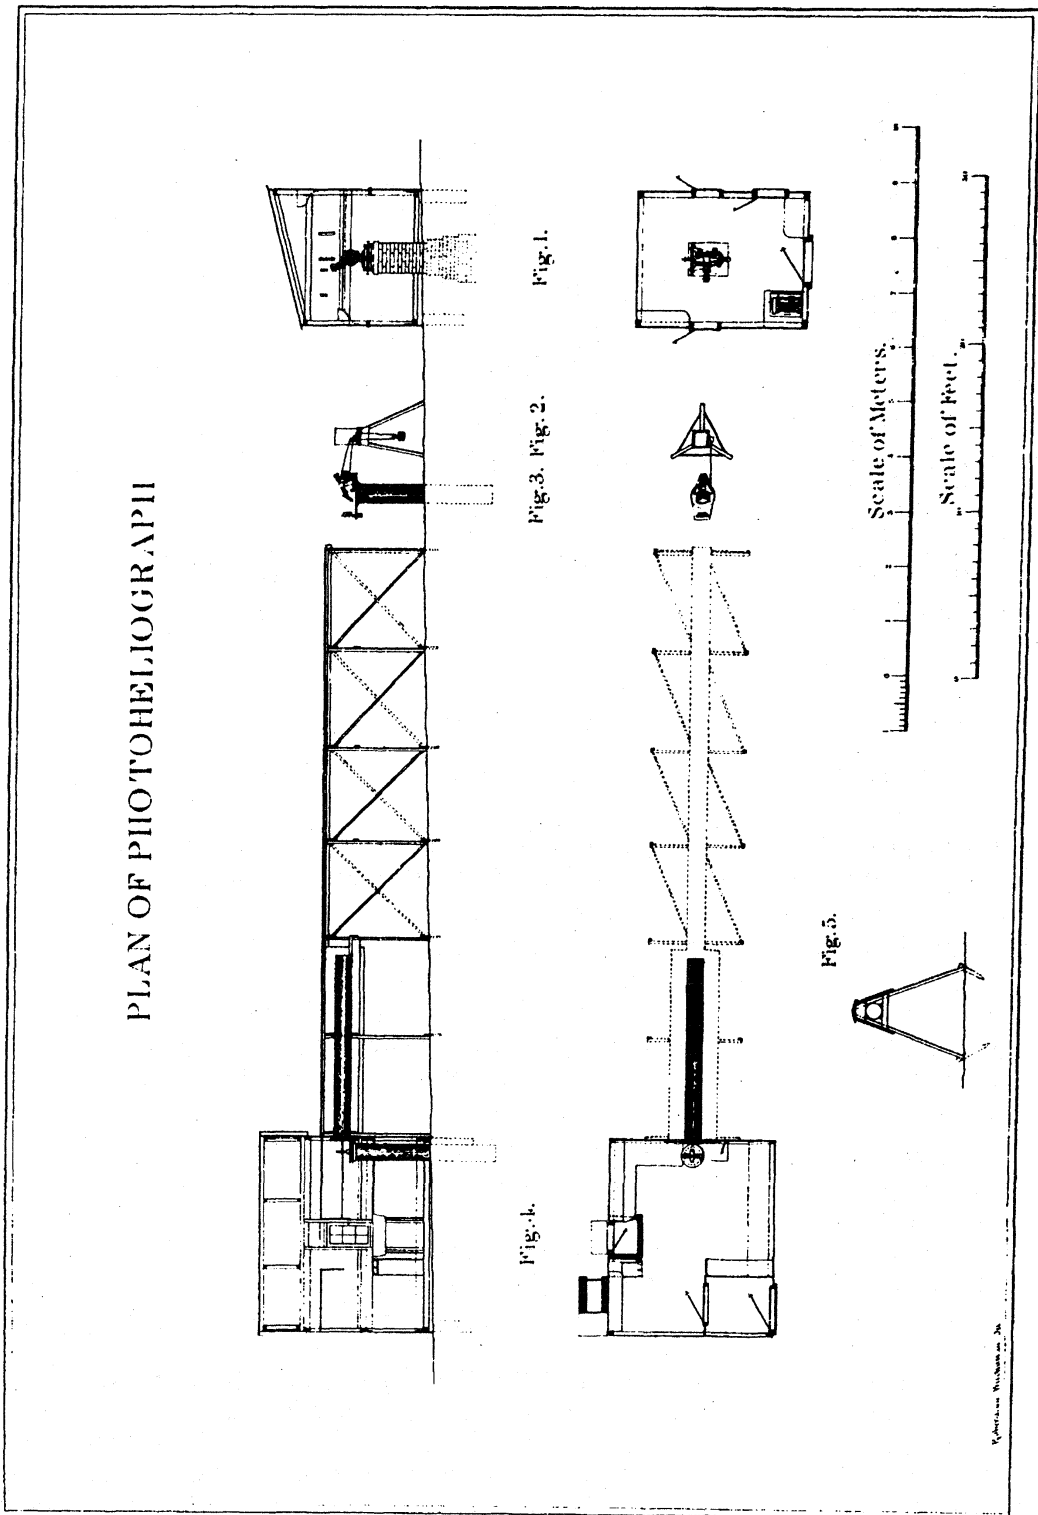 PLAN OF PHOTOHELIOGRAPH
Fig. 4.
Fig. 3. Fig. 2.
Fig. 1.
Fig. 5.
Scale of Meters.
Scale of Feet.